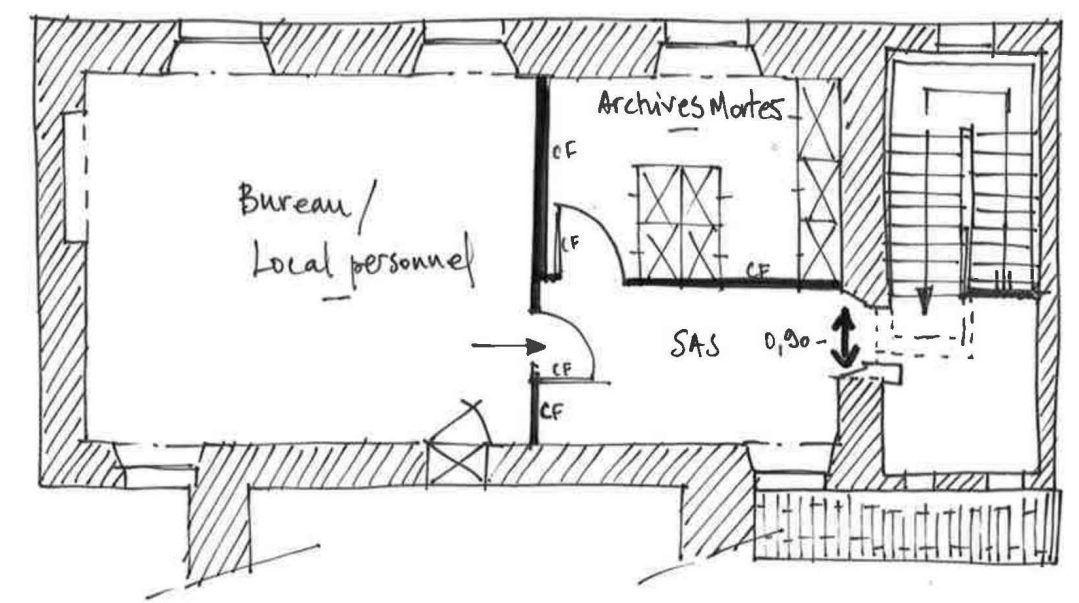 Archives Mortes
CF
Bureau /
Local personnel
CF
CF
SAS
0,90
CF
CF